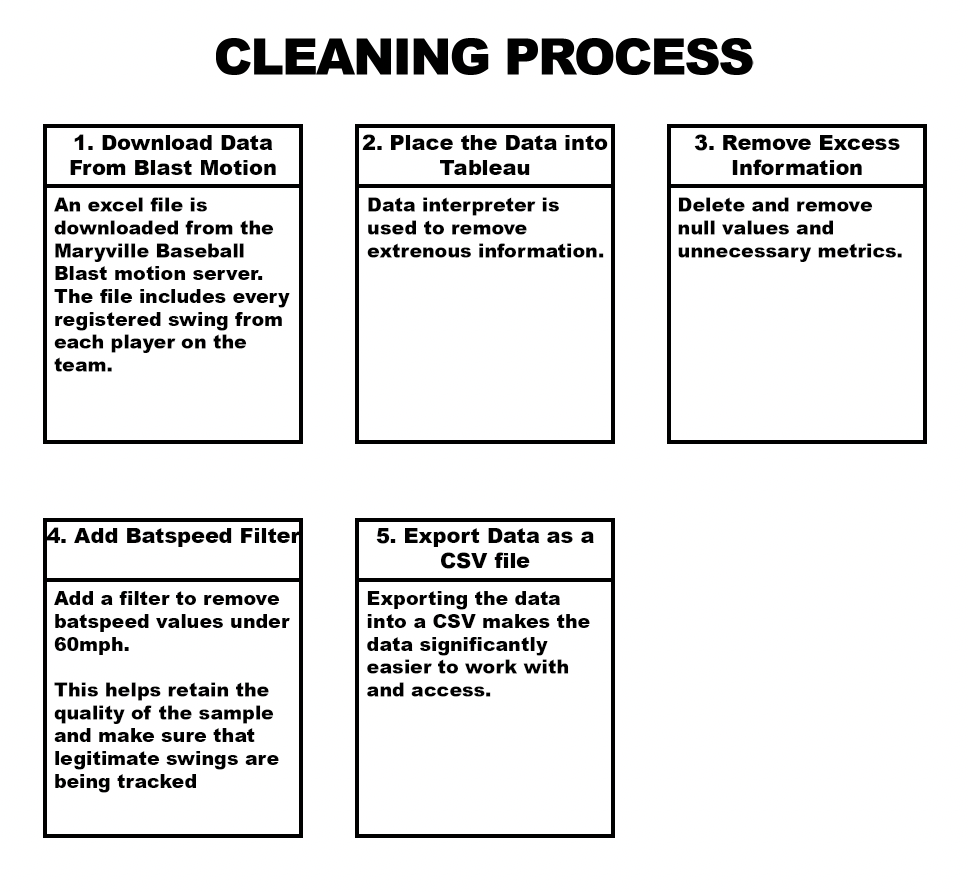 CLEANING PROCESS
1. Download Data
From Blast Motion
An excel file is
downloaded from the
Maryville Baseball
Blast motion server.
The file includes every
registered swing from
each player on the
team.
2. Place the Data into
Tableau
Data interpreter is
used to remove
extrenous information.
3. Remove Excess
Information
Delete and remove
null values and
unnecessary metrics.
4. Add Batspeed Filter
Add a filter to remove
batspeed values under
60mph.
This helps retain the
quality of the sample
and make sure that
legitimate swings are
being tracked
5. Export Data as a
CSV file
Exporting the data
into a CSV makes the
data significantly
easier to work with
and access.